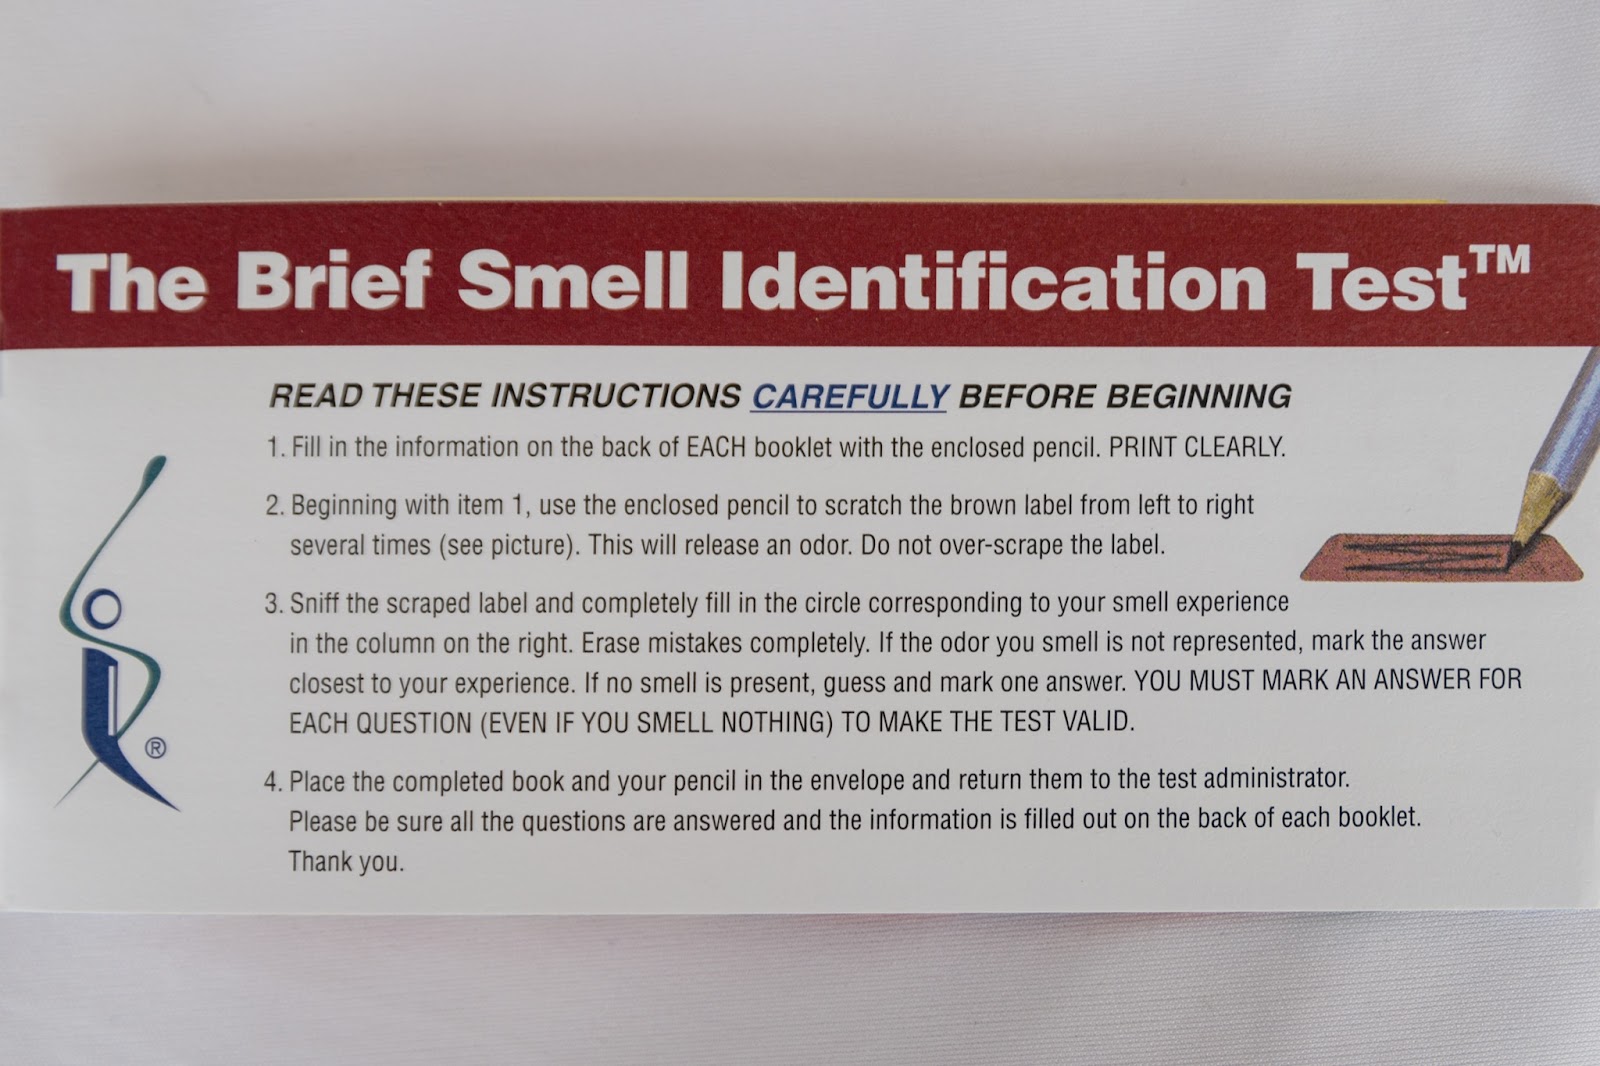 The Brief Smell Identification Test™
READ THESE INSTRUCTIONS CAREFULLY BEFORE BEGINNING
1. Fill in the information on the back of EACH booklet with the enclosed pencil. PRINT CLEARLY.
2. Beginning with item 1, use the enclosed pencil to scratch the brown label from left to right
several times (see picture). This will release an odor. Do not over-scrape the label.
3. Sniff the scraped label and completely fill in the circle corresponding to your smell experience
in the column on the right. Erase mistakes completely. If the odor you smell is not represented, mark the answer
closest to your experience. If no smell is present, guess and mark one answer. YOU MUST MARK AN ANSWER FOR
EACH QUESTION (EVEN IF YOU SMELL NOTHING) TO MAKE THE TEST VALID.
®
4. Place the completed book and your pencil in the envelope and return them to the test administrator.
Please be sure all the questions are answered and the information is filled out on the back of each booklet.
Thank you.